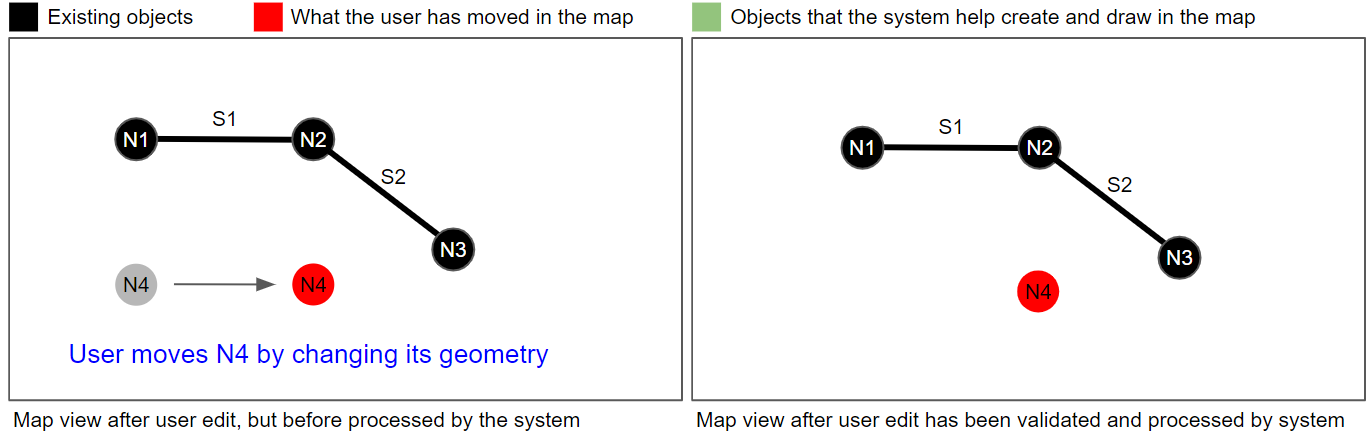 Existing objects
What the user has moved in the map
Objects that the system help create and draw in the map
S1
N1
N2
S2
N3
N4
N4
User moves N4 by changing its geometry
Map view after user edit, but before processed by the system
S1
N1
N2
S2
N3
N4
Map view after user edit has been validated and processed by system